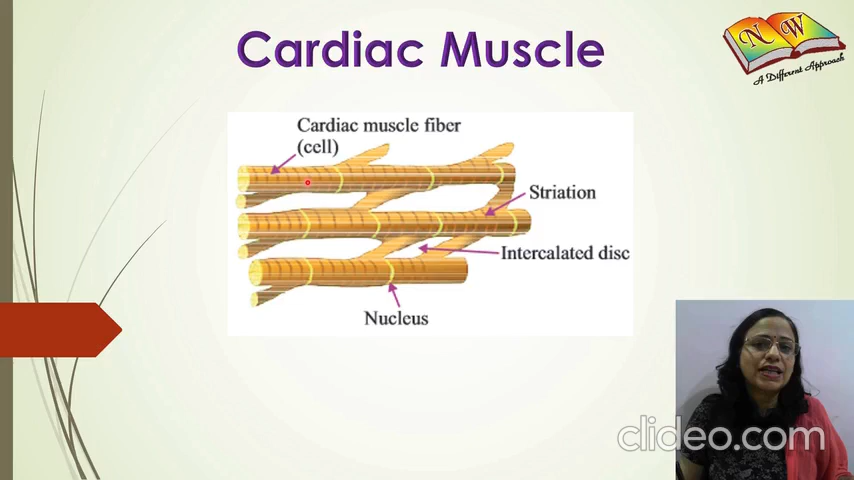 Cardiac Muscle
N W
A Different Approach
Cardiac muscle fiber
(cell)
Striation
Intercalated disc
Nucleus
clideo.com